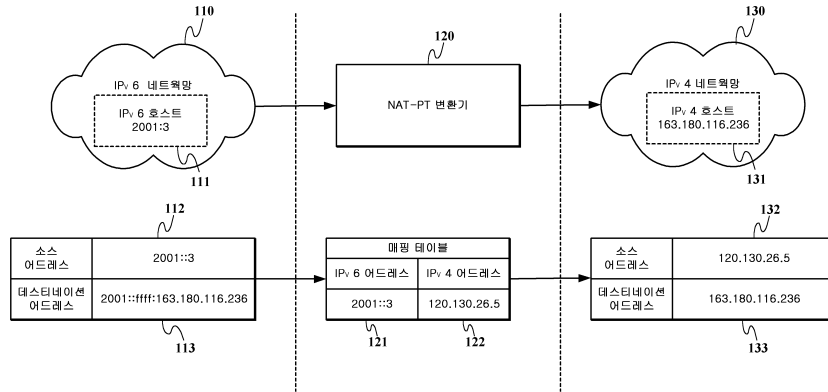 110
120
130
IPv 6 네트웍망
IPv 6 호스트
2001:3
111
NAT-PT 변환기
IPv 4 네트웍망
IPv 4 호스트
163.180.116.236
131
112
소스
어드레스
2001::3
데스티네이션
어드레스
2001::ffff:163.180.116.236
113
매핑 테이블
IPv 6 어드레스
IPv 4 어드레스
2001::3
120.130.26.5
121
122
132
소스
어드레스
120.130.26.5
데스티네이션
어드레스
163.180.116.236
133